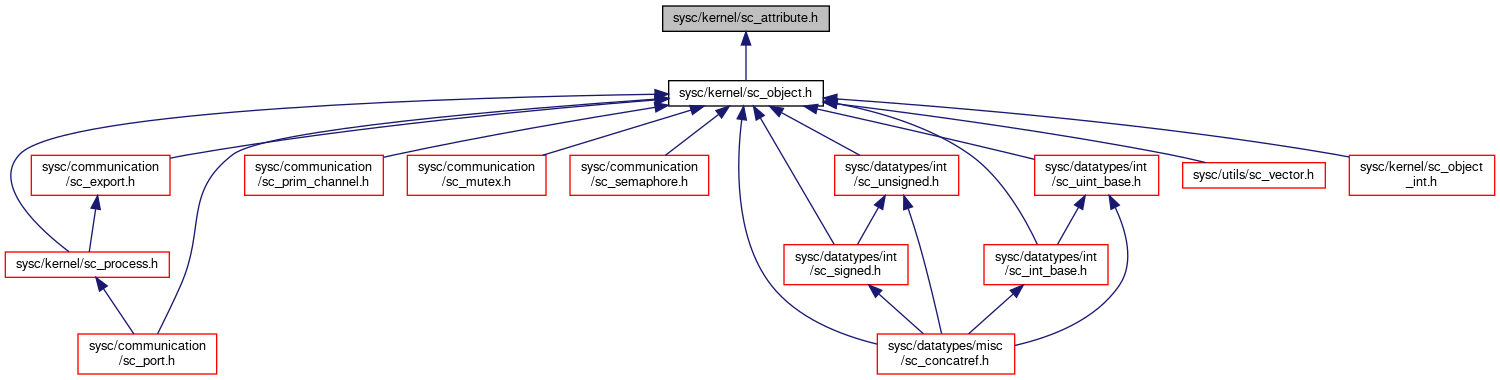 sysc/kernel/sc_attribute.h
sysc/kernel/sc_object.h
sysc/communication
/sc_export.h
sysc/communication
/sc_prim_channel.h
sysc/communication
/sc_mutex.h
sysc/communication
/sc_semaphore.h
sysc/datatypes/int
/sc_unsigned.h
sysc/datatypes/int
/sc_uint_base.h
sysc/utils/sc_vector.h
sysc/kernel/sc_object
_int.h
sysc/kernel/sc_process.h
sysc/datatypes/int
/sc_signed.h
sysc/datatypes/int
/sc_int_base.h
sysc/communication
/sc_port.h
sysc/datatypes/misc
/sc_concatref.h